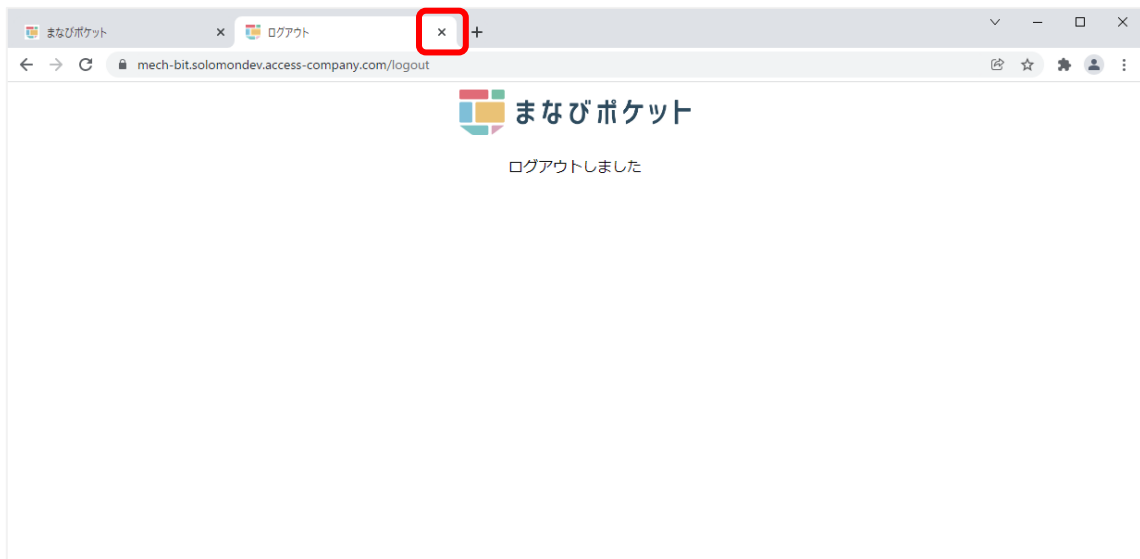 まなびポケット
ログアウト
mech-bit.solomondev.access-company.com/logout
まなびポケット
ログアウトしました